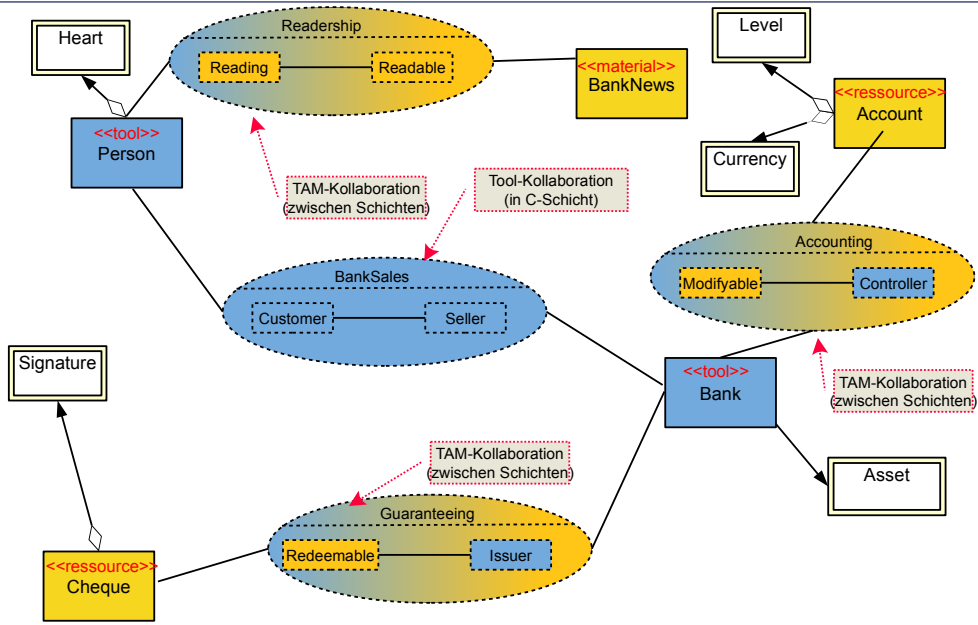 Heart
Readership
Reading
Readable
<<material>>
BankNews
Level
<<ressource>>
Account
Currency
<<tool>>
Person
TAM-Kollaboration
(zwischen Schichten)
Tool-Kollaboration
(in C-Schicht)
Accounting
Modifyable
Controller
BankSales
Customer
Seller
Signature
<<tool>>
Bank
TAM-Kollaboration
(zwischen Schichten)
TAM-Kollaboration
(zwischen Schichten)
Asset
Guaranteeing
Redeemable
Issuer
<<ressource>>
Cheque